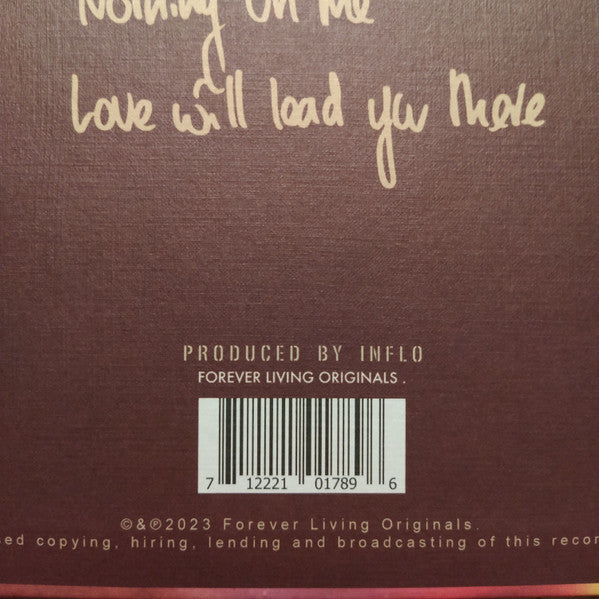 Nothing On Me
Love will lead you there
PRODUCED BY INFLO
FOREVER LIVING ORIGINALS .
7 12221 01789 6
©&℗2023 Forever Living Originals.
copying, hiring, lending and broadcasting of this